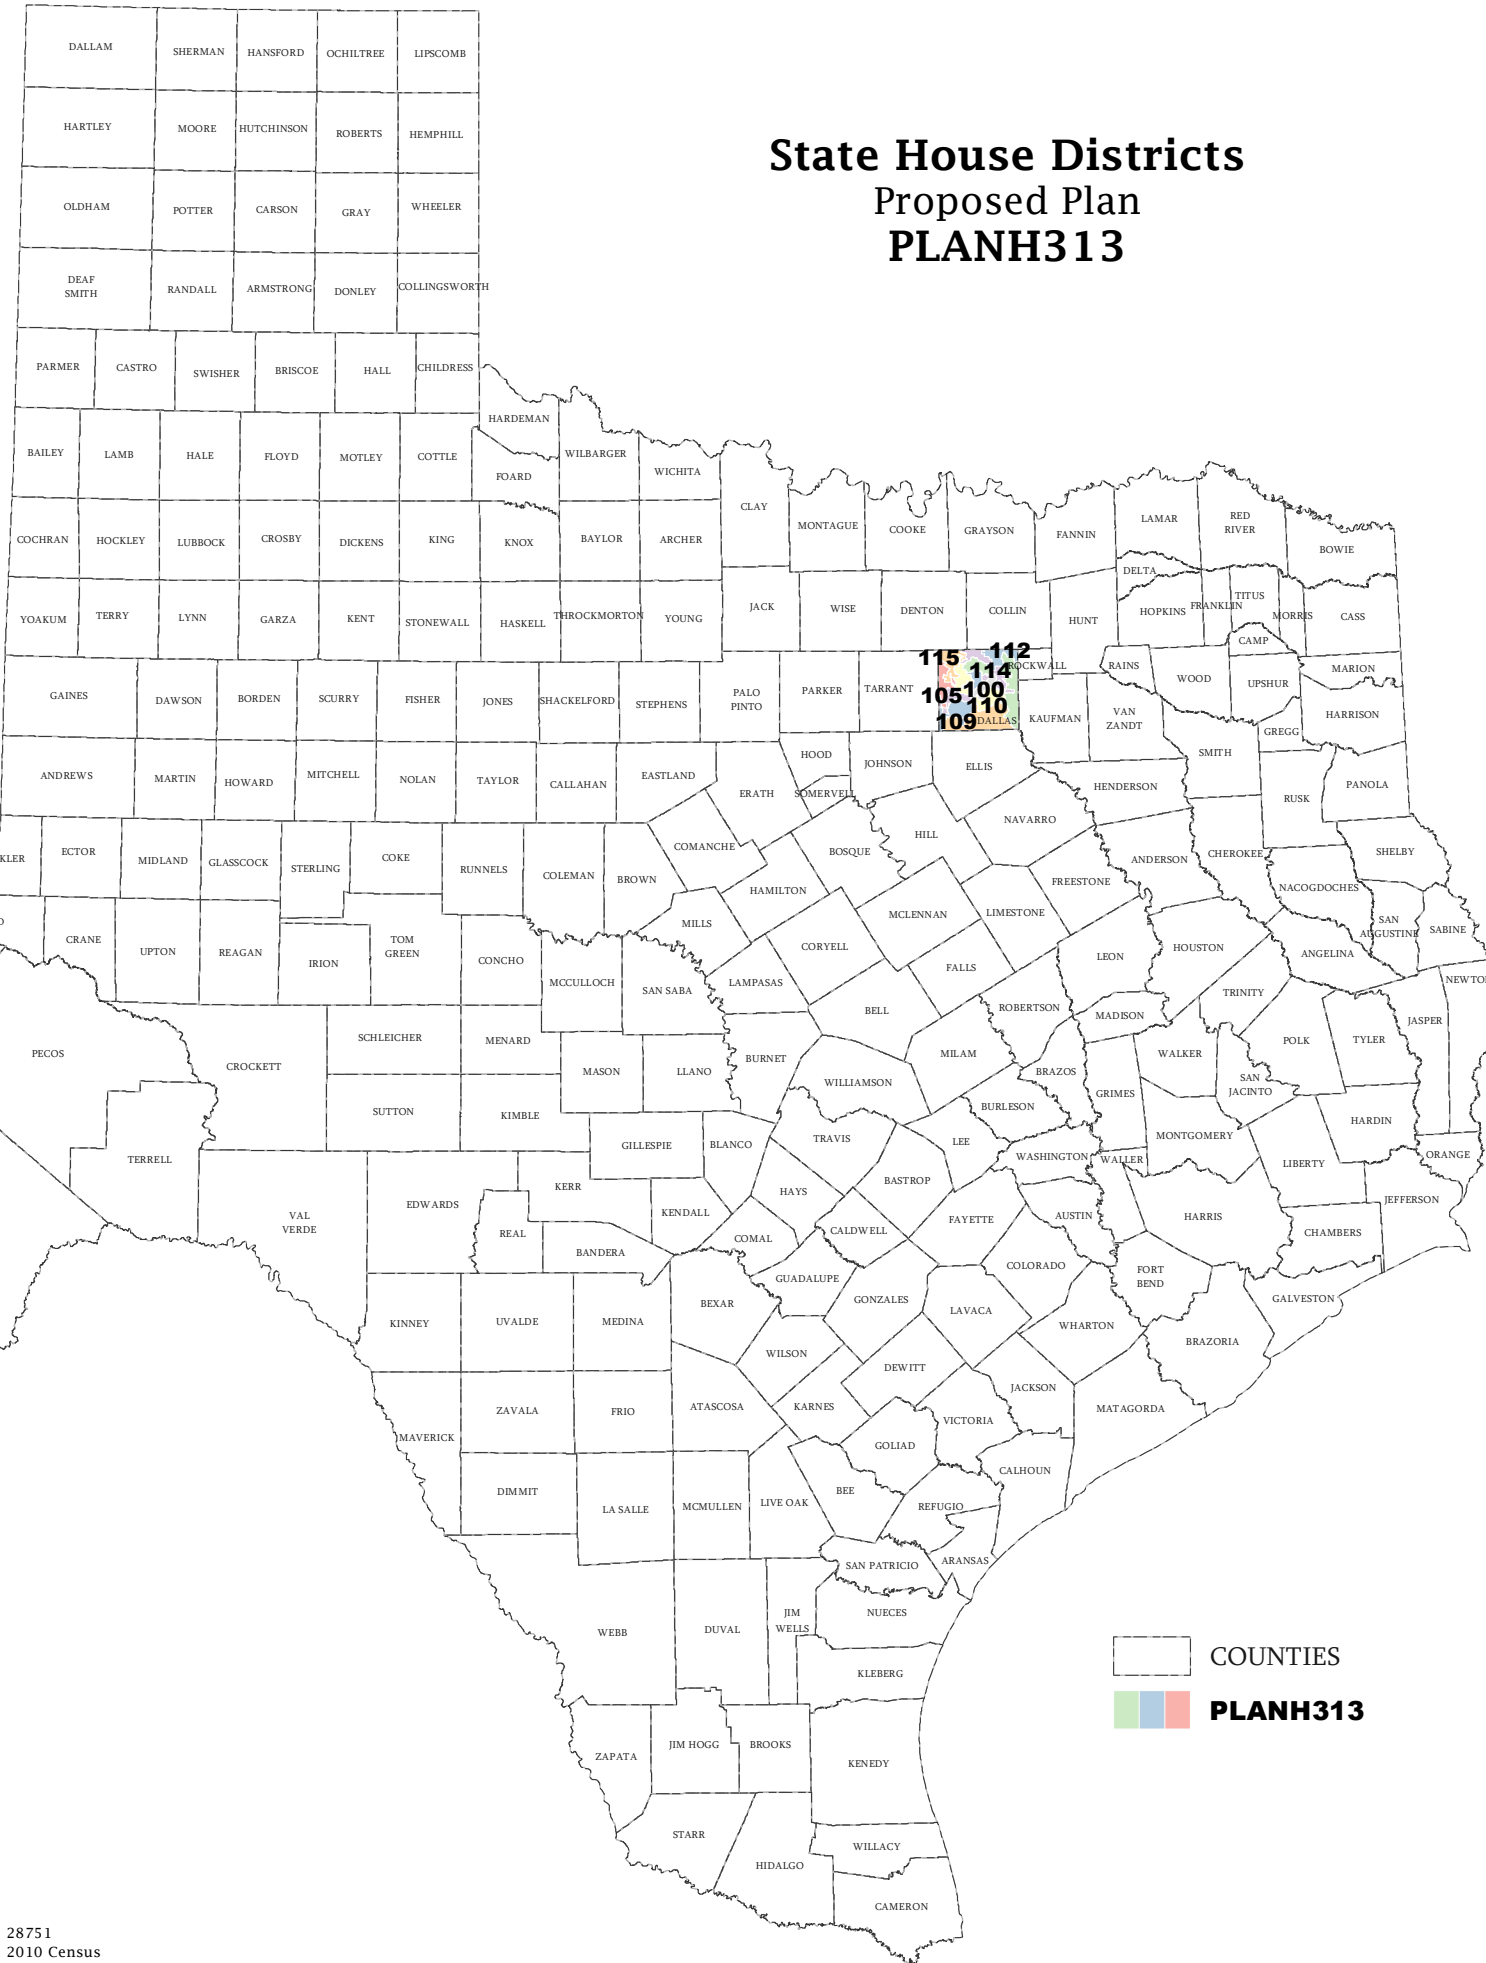 State House Districts
Proposed Plan
PLANH313
DALLAM
SHERMAN
HANSFORD
OCHILTREE
LIPSCOMB
HARTLEY
MOORE
HUTCHINSON
ROBERTS
HEMPHILL
OLDHAM
POTTER
CARSON
GRAY
WHEELER
DEAF
SMITH
RANDALL
ARMSTRONG
DONLEY
COLLINGSWORTH
PARMER
CASTRO
SWISHER
BRISCOE
HALL
CHILDRESS
HARDEMAN
BAILEY
LAMB
HALE
FLOYD
MOTLEY
COTTLE
FOARD
WILBARGER
WICHITA
CLAY
MONTAGUE
COOKE
GRAYSON
FANNIN
LAMAR
RED
RIVER
BOWIE
COCHRAN
HOCKLEY
LUBBOCK
CROSBY
DICKENS
KING
KNOX
BAYLOR
ARCHER
DELTA
YOAKUM
TERRY
LYNN
GARZA
KENT
STONEWALL
HASKELL
THROCKMORTON
YOUNG
JACK
WISE
DENTON
COLLIN
HUNT
HOPKINS
FRANKLIN
TITUS
MORRIS
CASS
CAMP
115
112
114
105
100
110
109
DALLAS
ROCKWALL
RAINS
WOOD
UPSHUR
MARION
HARRISON
GAINES
DAWSON
BORDEN
SCURRY
FISHER
JONES
SHACKELFORD
STEPHENS
PALO
PINTO
PARKER
TARRANT
KAUFMAN
VAN
ZANDT
GREGG
SMITH
ANDREWS
MARTIN
HOWARD
MITCHELL
NOLAN
TAYLOR
CALLAHAN
EASTLAND
ERATH
HOOD
SOMERVELL
JOHNSON
ELLIS
HENDERSON
RUSK
PANOLA
KLER
ECTOR
MIDLAND
GLASSCOCK
STERLING
COKE
RUNNELS
COLEMAN
BROWN
COMANCHE
HAMILTON
BOSQUE
HILL
NAVARRO
FREESTONE
ANDERSON
CHEROKEE
NACOGDOCHES
SHELBY
CRANE
UPTON
REAGAN
IRION
TOM
GREEN
CONCHO
MCCULLOCH
SAN SABA
MILLS
LAMPASAS
CORYELL
MCLENNAN
LIMESTONE
FALLS
LEON
HOUSTON
ANGELINA
SAN
AUGUSTINE
SABINE
PECOS
CROCKETT
SCHLEICHER
MENARD
MASON
LLANO
BURNET
BELL
MILAM
ROBERTSON
MADISON
TRINITY
POLK
TYLER
JASPER
WILLIAMSON
BRAZOS
GRIMES
WALKER
SAN
JACINTO
HARDIN
TERRELL
SUTTON
KIMBLE
GILLESPIE
BLANCO
TRAVIS
LEE
BURLESON
WASHINGTON
WALLER
MONTGOMERY
LIBERTY
ORANGE
JEFFERSON
VAL
VERDE
EDWARDS
REAL
KERR
KENDALL
BANDERA
COMAL
HAYS
CALDWELL
BASTROP
FAYETTE
AUSTIN
HARRIS
CHAMBERS
KINNEY
UVALDE
MEDINA
BEXAR
GUADALUPE
GONZALES
LAVACA
COLORADO
WHARTON
FORT
BEND
BRAZORIA
GALVESTON
MAVERICK
ZAVALA
FRIO
ATASCOSA
WILSON
KARNES
DEWITT
VICTORIA
JACKSON
MATAGORDA
DIMMIT
LA SALLE
MCMULLEN
LIVE OAK
BEE
GOLIAD
REFUGIO
CALHOUN
SAN PATRICIO
ARANSAS
WEBB
DUVAL
JIM
WELLS
NUECES
KLEBERG
ZAPATA
JIM HOGG
BROOKS
KENEDY
STARR
HIDALGO
WILLACY
CAMERON
COUNTIES
PLANH313
28751
2010 Census